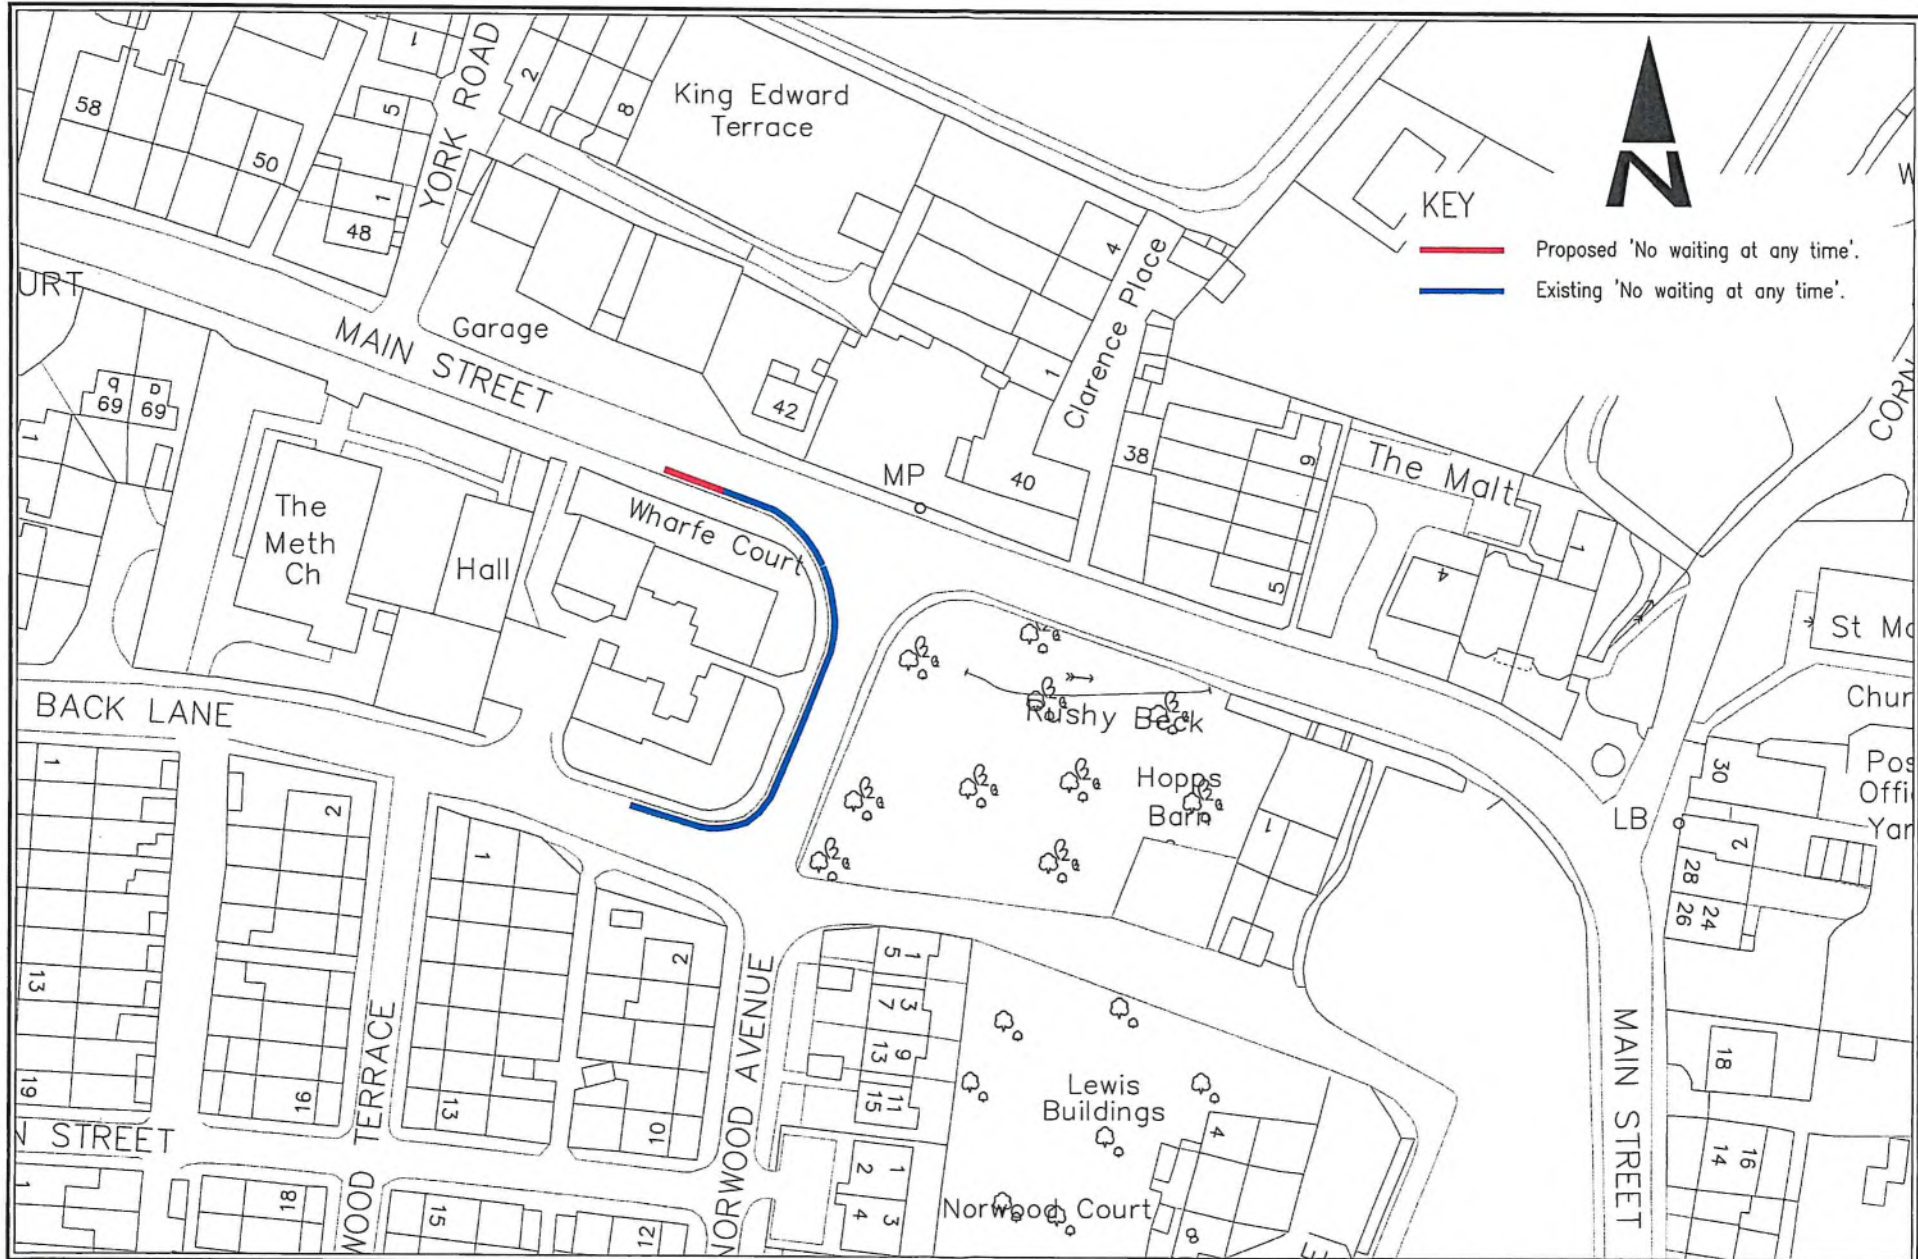 YORK ROAD
King Edward
Terrace
58
50
5
1
1
48
2
8
N
KEY
Proposed 'No waiting at any time'.
Existing 'No waiting at any time'.
URT
MAIN STREET
Garage
42
4
Clarence Place
1
MP
40
38
9
5
The Malt
4
1
CORN
69
69
1
The
Meth
Ch
Hall
Wharfe Court
St Mc
Chur
Pos
Offi
Yar
BACK LANE
Rushy Beck
Hopps
Barn
1
LB
30
2
28
26
24
1
2
1
2
13
19
16
13
10
N STREET
WOOD TERRACE
NORWOOD AVENUE
5 1
7 3
13 9
15 11
2 1
4 3
Lewis
Buildings
4
Norwood Court
8
MAIN STREET
18
14 16
1
18
15
12